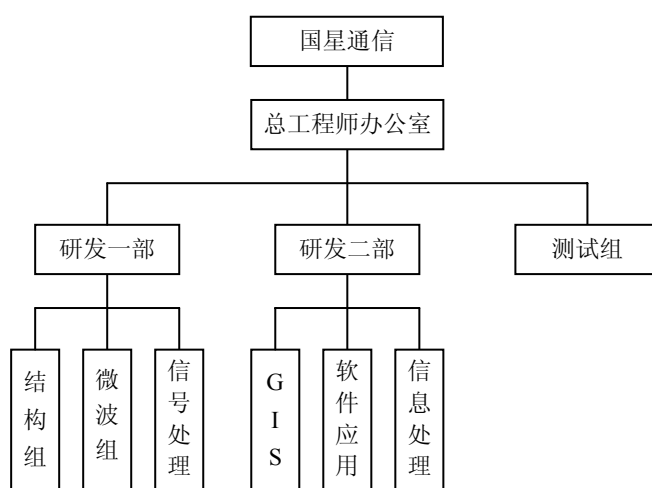 国星通信
总工程师办公室
研发一部
研发二部
测试组
结构组
微波组
信号处理
GIS
软件应用
信息处理